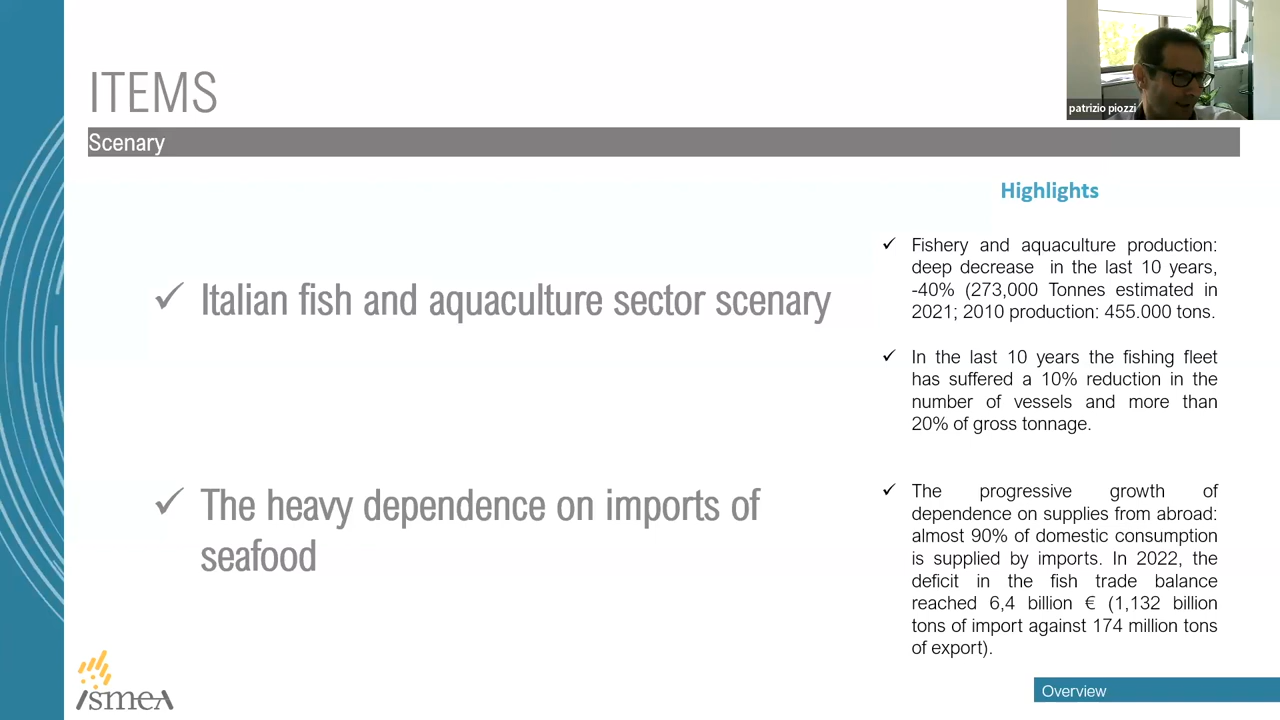 ITEMS
Scenary
patrizio piozzi
Italian fish and aquaculture sector scenary
The heavy dependence on imports of
seafood
Highlights
Fishery and aquaculture production:
deep decrease in the last 10 years,
-40% (273,000 Tonnes estimated in
2021; 2010 production: 455.000 tons.
In the last 10 years the fishing fleet
has suffered a 10% reduction in the
number of vessels and more than
20% of gross tonnage.
The progressive growth of
dependence on supplies from abroad:
almost 90% of domestic consumption
is supplied by imports. In 2022, the
deficit in the fish trade balance
reached 6,4 billion € (1,132 billion
tons of import against 174 million tons
of export).
ismea
Overview